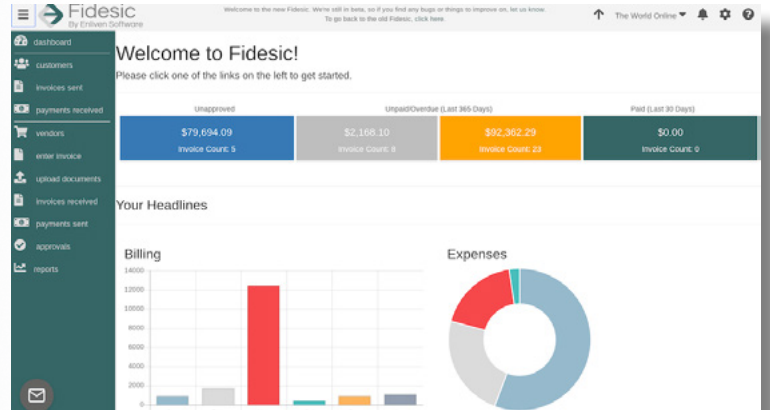 Fidesic
By Enliven Software
Welcome to the new Fidesic. We're still in beta, so if you find any bugs or things to improve on, let us know.
To go back to the old Fidesic, click here.
The World Online
dashboard
customers
invoices sent
payments received
vendors
enter invoice
upload documents
invoices received
payments sent
approvals
reports
Welcome to Fidesic!
Please click one of the links on the left to get started.
Unapproved
Unpaid/Overdue (Last 365 Days)
Paid (Last 30 Days)
$79,694.09
Invoice Count: 5
$2,168.10
Invoice Count: 8
$92,362.29
Invoice Count: 23
$0.00
Invoice Count: 0
Your Headlines
Billing
14000
12000
10000
8000
6000
4000
2000
0
Expenses